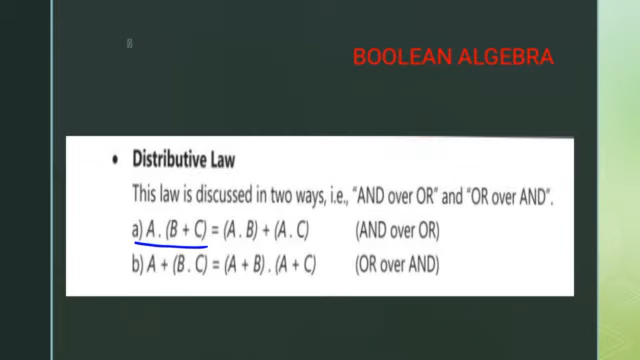 BOOLEAN ALGEBRA
• Distributive Law
This law is discussed in two ways, i.e., "AND over OR" and "OR over AND".
a) A . (B + C) = (A . B) + (A . C) (AND over OR)
b) A + (B . C) = (A + B) . (A + C) (OR over AND)